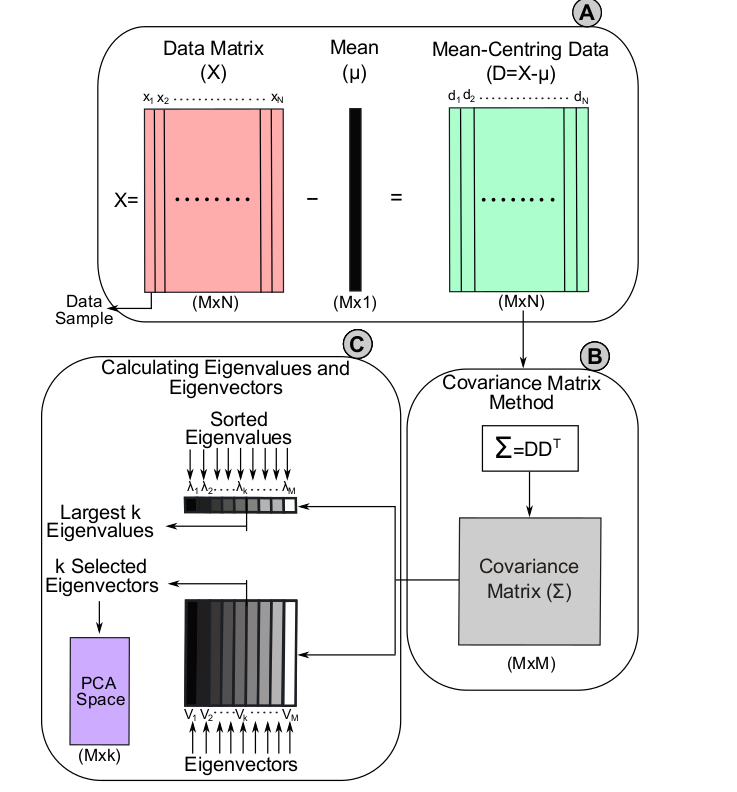 A
Data Matrix
(X)
Mean
(μ)
Mean-Centring Data
(D=X-μ)
x1 x2 ................ xN
d1 d2 ................ dN
X=
........
−
=
........
(MxN)
(Mx1)
(MxN)
Data
Sample
B
Covariance Matrix
Method
Σ=DDT
Covariance
Matrix (Σ)
(MxM)
C
Calculating Eigenvalues and
Eigenvectors
Sorted
Eigenvalues
λ1 λ2 ..... λk ....... λM
Largest k
Eigenvalues
k Selected
Eigenvectors
PCA
Space
(Mxk)
V1 V2 ..... Vk ....... VM
Eigenvectors